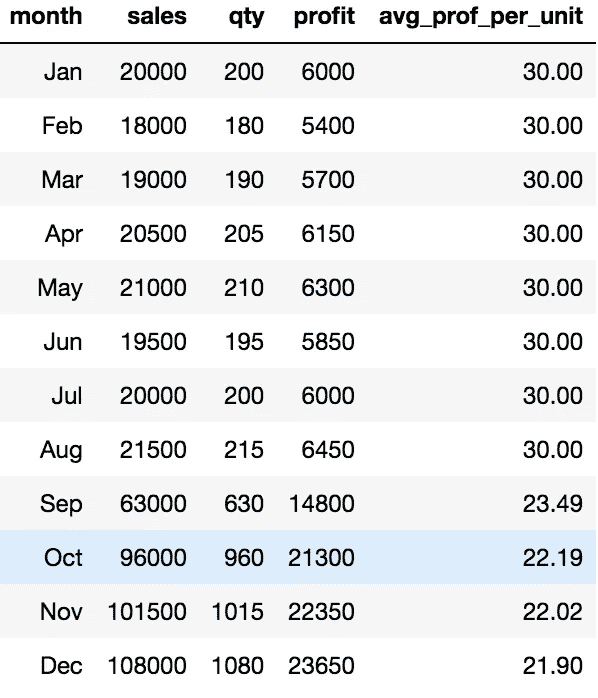 month sales qty profit avg_prof_per_unit
Jan 20000 200 6000 30.00
Feb 18000 180 5400 30.00
Mar 19000 190 5700 30.00
Apr 20500 205 6150 30.00
May 21000 210 6300 30.00
Jun 19500 195 5850 30.00
Jul 20000 200 6000 30.00
Aug 21500 215 6450 30.00
Sep 63000 630 14800 23.49
Oct 96000 960 21300 22.19
Nov 101500 1015 22350 22.02
Dec 108000 1080 23650 21.90